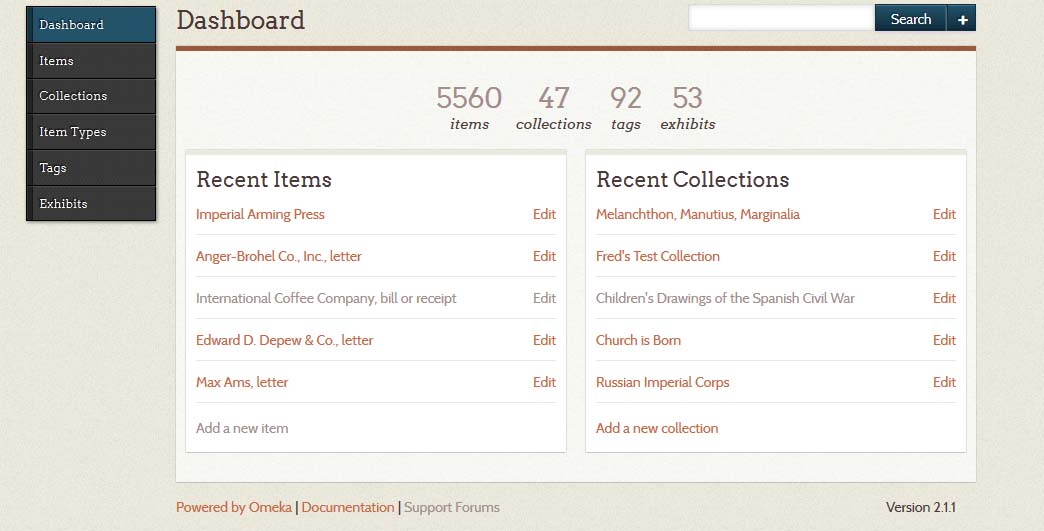 Dashboard
Items
Collections
Item Types
Tags
Exhibits
Dashboard
Search +
5560 47 92 53
items collections tags exhibits
Recent Items
Imperial Arming Press Edit
Anger-Brohel Co., Inc., letter Edit
International Coffee Company, bill or receipt Edit
Edward D. Depew & Co., letter Edit
Max Ams, letter Edit
Add a new item
Recent Collections
Melanchthon, Manutius, Marginalia Edit
Fred's Test Collection Edit
Children's Drawings of the Spanish Civil War Edit
Church is Born Edit
Russian Imperial Corps Edit
Add a new collection
Powered by Omeka | Documentation | Support Forums
Version 2.1.1